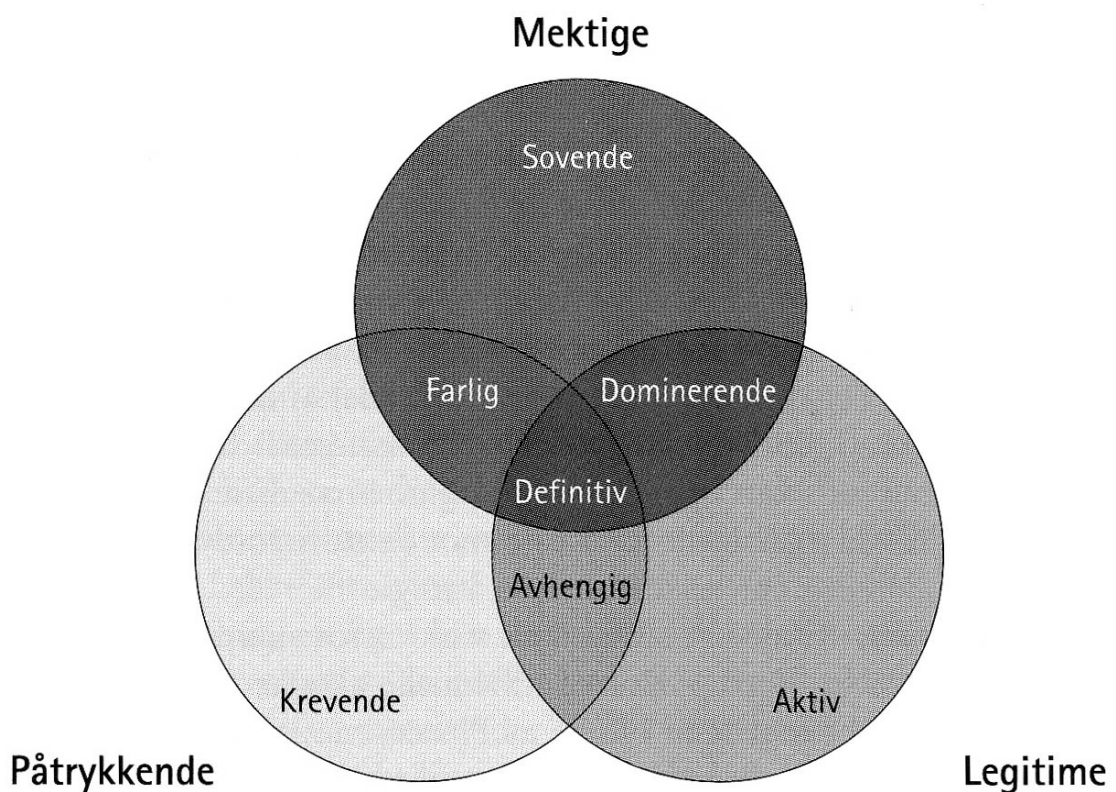 Mektige
Sovende
Farlig
Dominerende
Definitiv
Avhengig
Krevende
Aktiv
Påtrykkende
Legitime